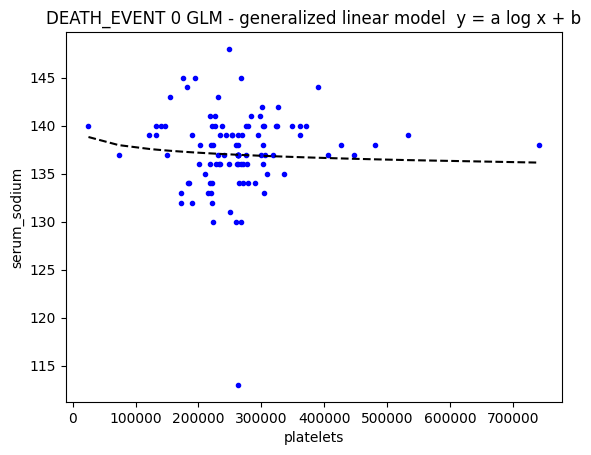 DEATH_EVENT 0 GLM - generalized linear model  y = a log x + b
145
140
135
130
125
120
115
serum_sodium
0 100000 200000 300000 400000 500000 600000 700000
platelets